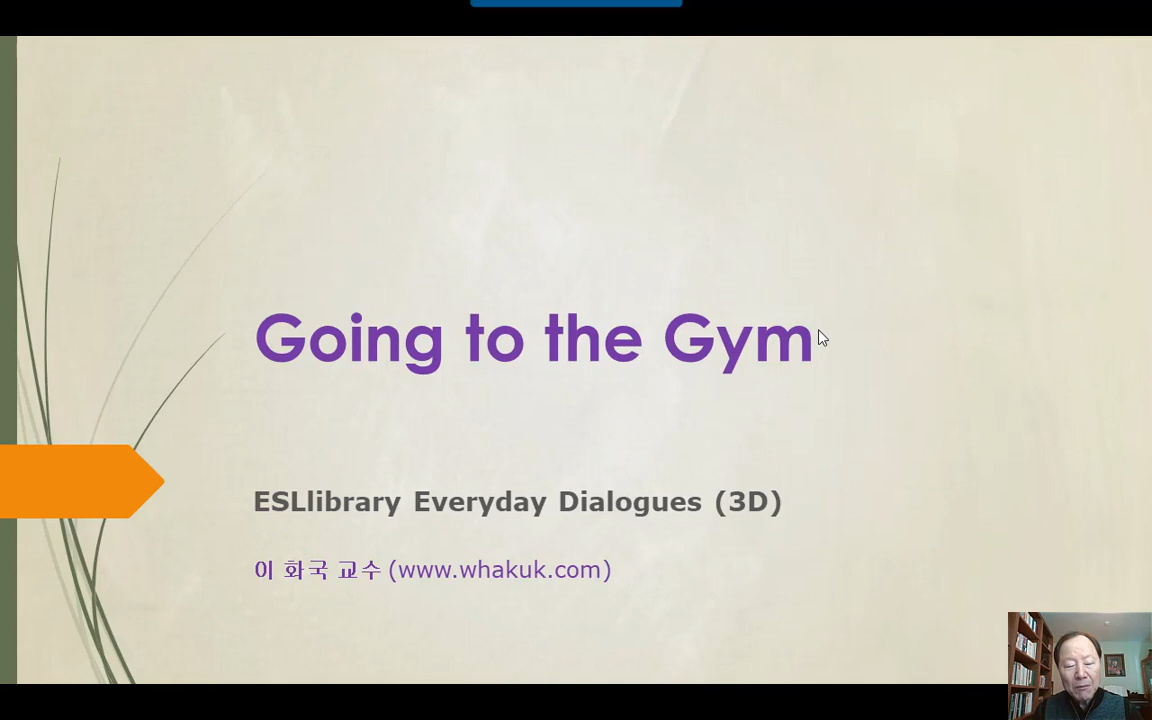 Going to the Gym
ESLlibrary Everyday Dialogues (3D)
이 화국 교수 (www.whakuk.com)